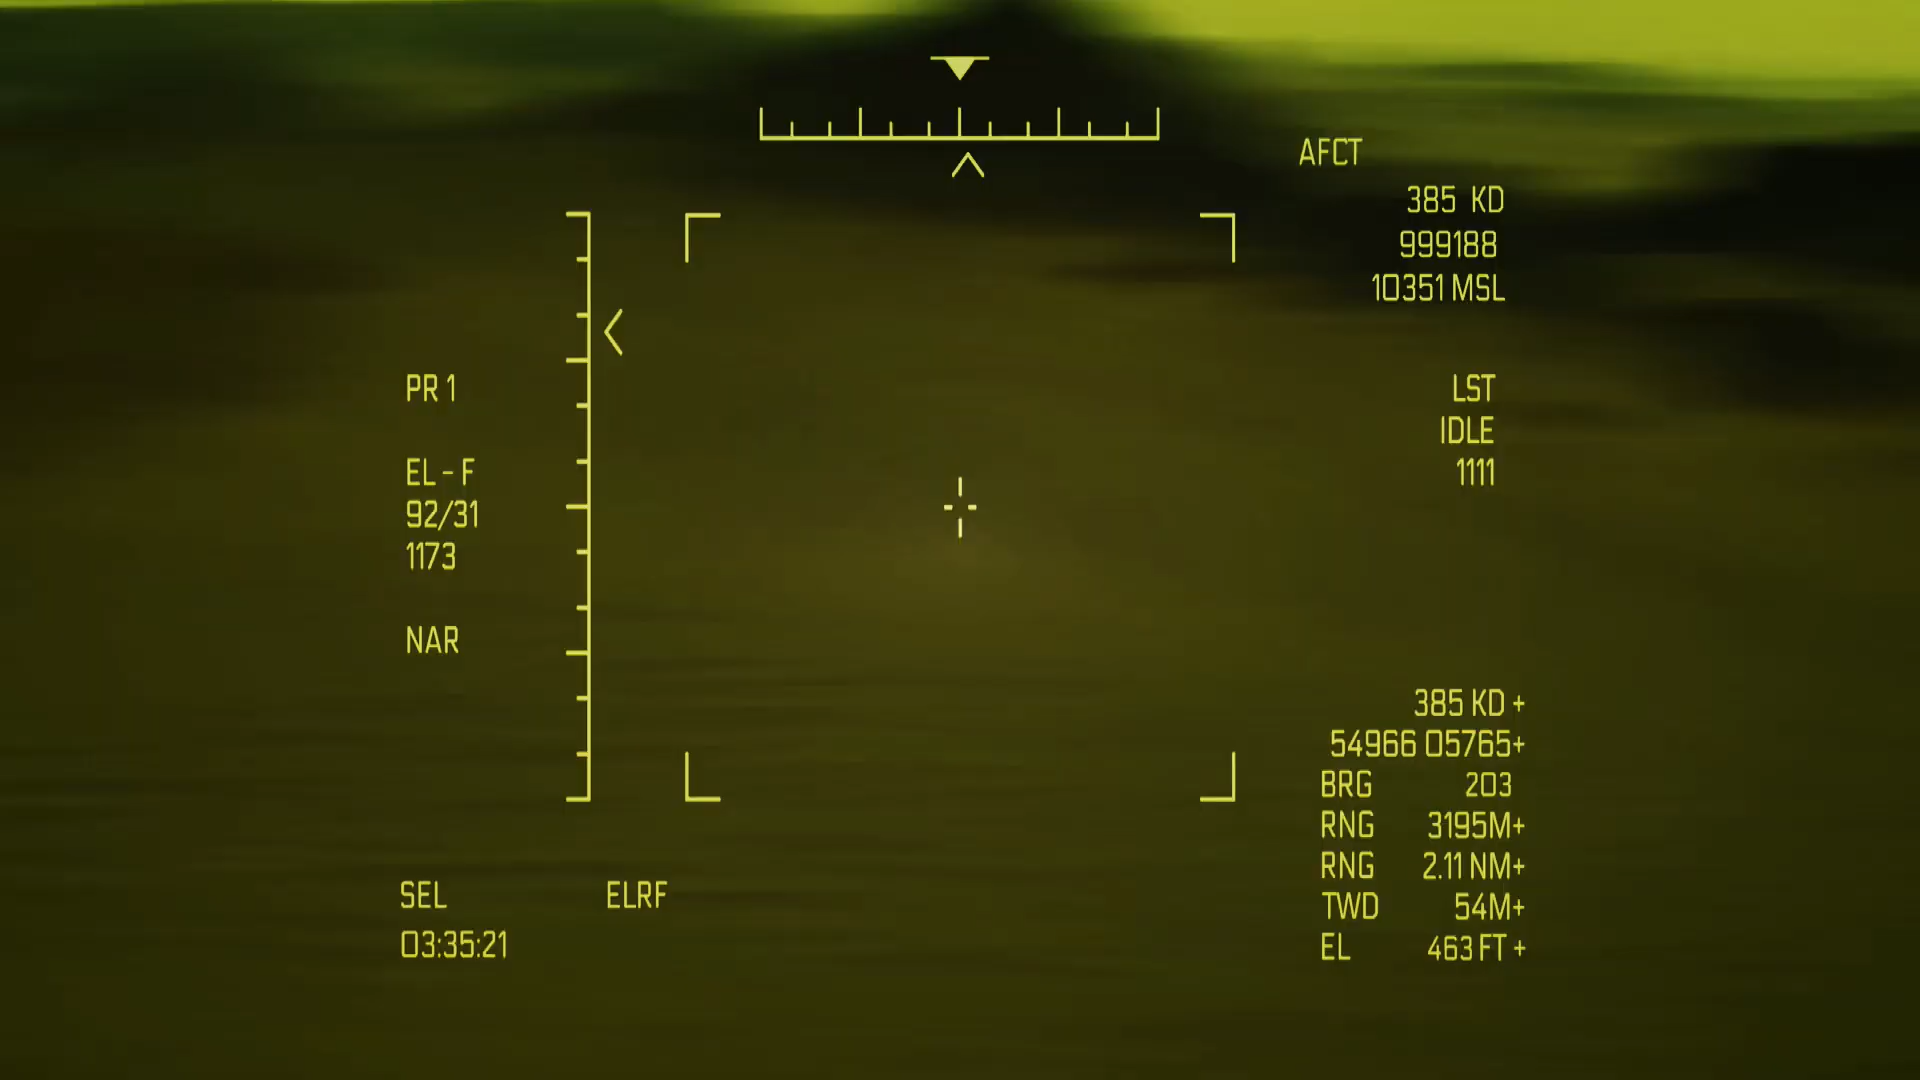 AFCT
385 KD
999188
10351 MSL
PR 1
LST
IDLE
1111
EL - F
92/31
1173
NAR
385 KD +
54966 05765+
BRG 203
RNG 3195M+
RNG 2.11 NM+
TWD 54M+
EL 463 FT +
SEL ELRF
03:35:21